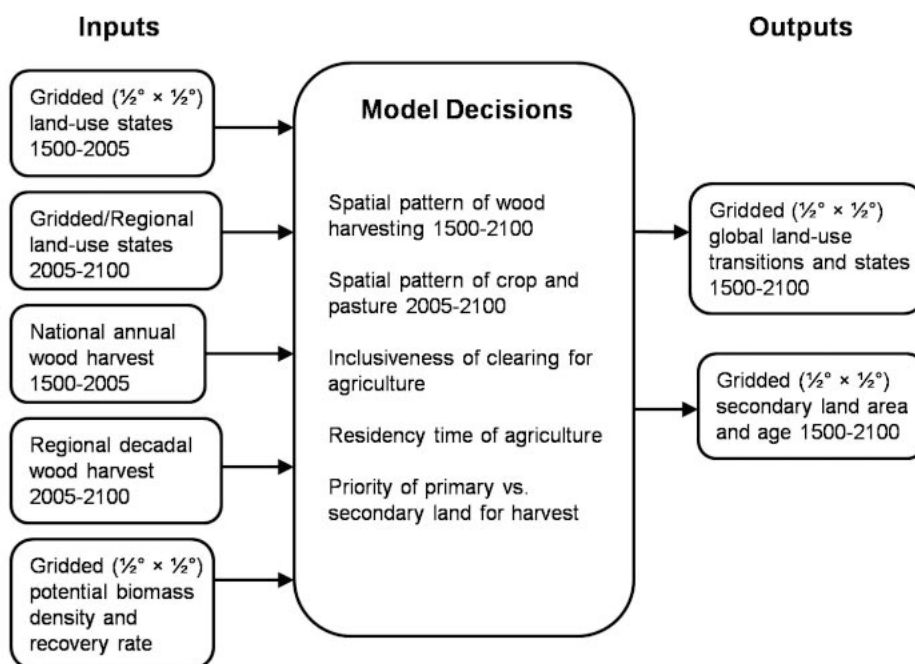 Inputs
Gridded (½° × ½°)
land-use states
1500-2005
Gridded/Regional
land-use states
2005-2100
National annual
wood harvest
1500-2005
Regional decadal
wood harvest
2005-2100
Gridded (½° × ½°)
potential biomass
density and
recovery rate
Model Decisions
Spatial pattern of wood
harvesting 1500-2100
Spatial pattern of crop and
pasture 2005-2100
Inclusiveness of clearing for
agriculture
Residency time of agriculture
Priority of primary vs.
secondary land for harvest
Outputs
Gridded (½° × ½°)
global land-use
transitions and states
1500-2100
Gridded (½° × ½°)
secondary land area
and age 1500-2100